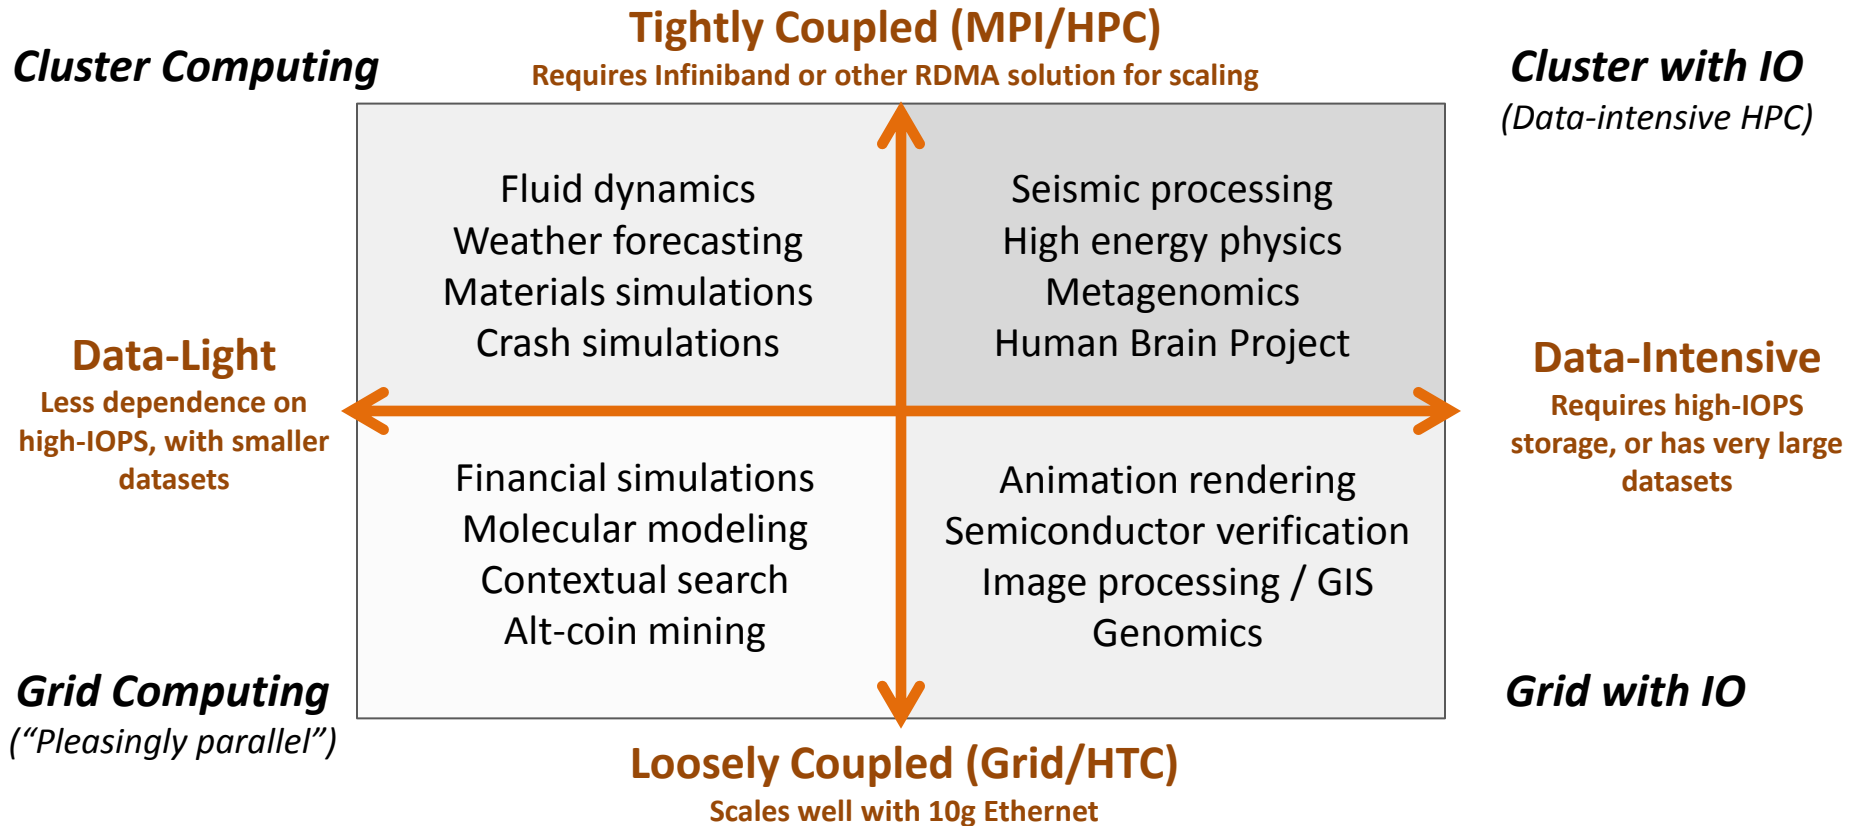 Tightly Coupled (MPI/HPC)
Requires Infiniband or other RDMA solution for scaling
Cluster Computing
Cluster with IO
(Data-intensive HPC)
Fluid dynamics
Weather forecasting
Materials simulations
Crash simulations
Seismic processing
High energy physics
Metagenomics
Human Brain Project
Data-Light
Less dependence on
high-IOPS, with smaller
datasets
Data-Intensive
Requires high-IOPS
storage, or has very large
datasets
Financial simulations
Molecular modeling
Contextual search
Alt-coin mining
Animation rendering
Semiconductor verification
Image processing / GIS
Genomics
Grid Computing
(“Pleasingly parallel”)
Grid with IO
Loosely Coupled (Grid/HTC)
Scales well with 10g Ethernet